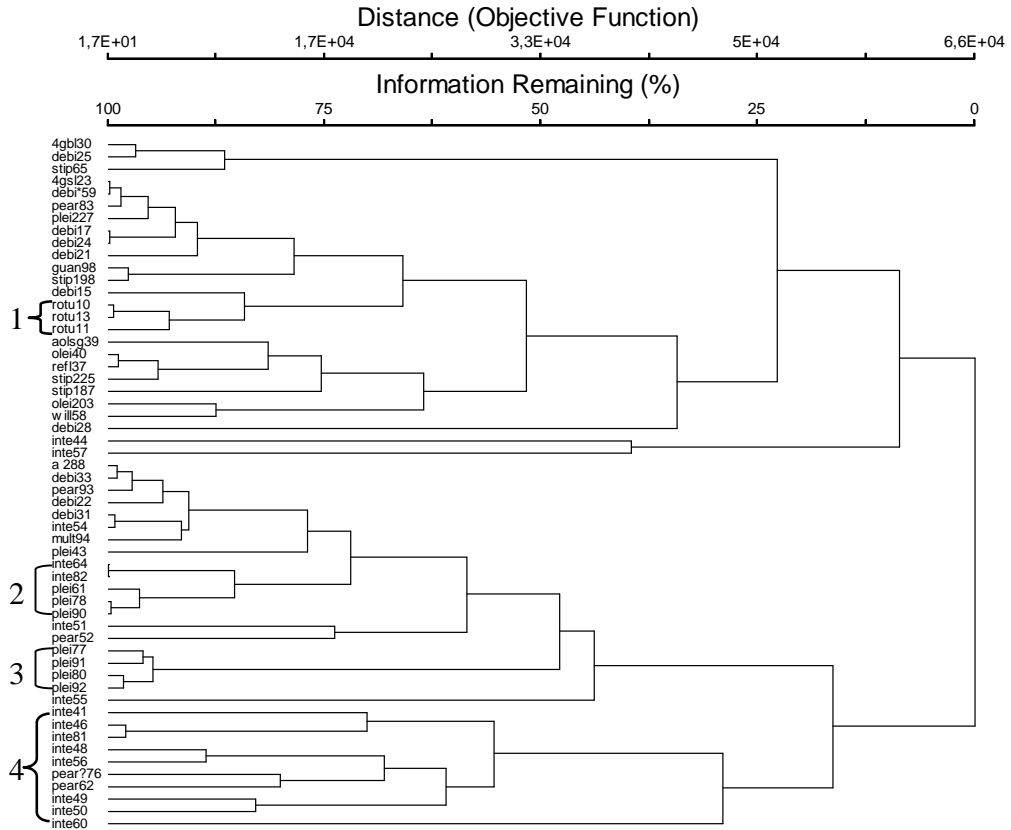 Distance (Objective Function)
1,7E+01 1,7E+04 3,3E+04 5E+04 6,6E+04
Information Remaining (%)
100 75 50 25 0
4gbl30
debi25
stip65
4gsl23
debi*59
pear83
plei227
debi17
debi24
debi21
guan98
stip198
debi15
1
rotu10
rotu13
rotu11
aolsg39
olei40
refl37
stip225
stip187
olei203
will58
debi28
inte44
inte57
a 288
debi33
pear93
debi22
debi31
inte54
mult94
plei43
2
inte64
inte82
plei61
plei78
plei90
inte51
pear52
3
plei77
plei91
plei80
plei92
inte55
4
inte41
inte46
inte81
inte48
inte56
pear?76
pear62
inte49
inte50
inte60